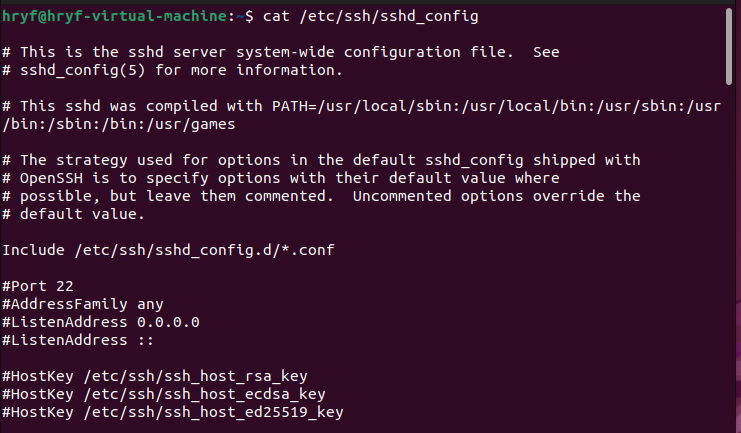 hryf@hryf-virtual-machine:~$ cat /etc/ssh/sshd_config
# This is the sshd server system-wide configuration file.  See
# sshd_config(5) for more information.
# This sshd was compiled with PATH=/usr/local/sbin:/usr/local/bin:/usr/sbin:/usr
/bin:/sbin:/bin:/usr/games
# The strategy used for options in the default sshd_config shipped with
# OpenSSH is to specify options with their default value where
# possible, but leave them commented.  Uncommented options override the
# default value.
Include /etc/ssh/sshd_config.d/*.conf
#Port 22
#AddressFamily any
#ListenAddress 0.0.0.0
#ListenAddress ::
#HostKey /etc/ssh/ssh_host_rsa_key
#HostKey /etc/ssh/ssh_host_ecdsa_key
#HostKey /etc/ssh/ssh_host_ed25519_key